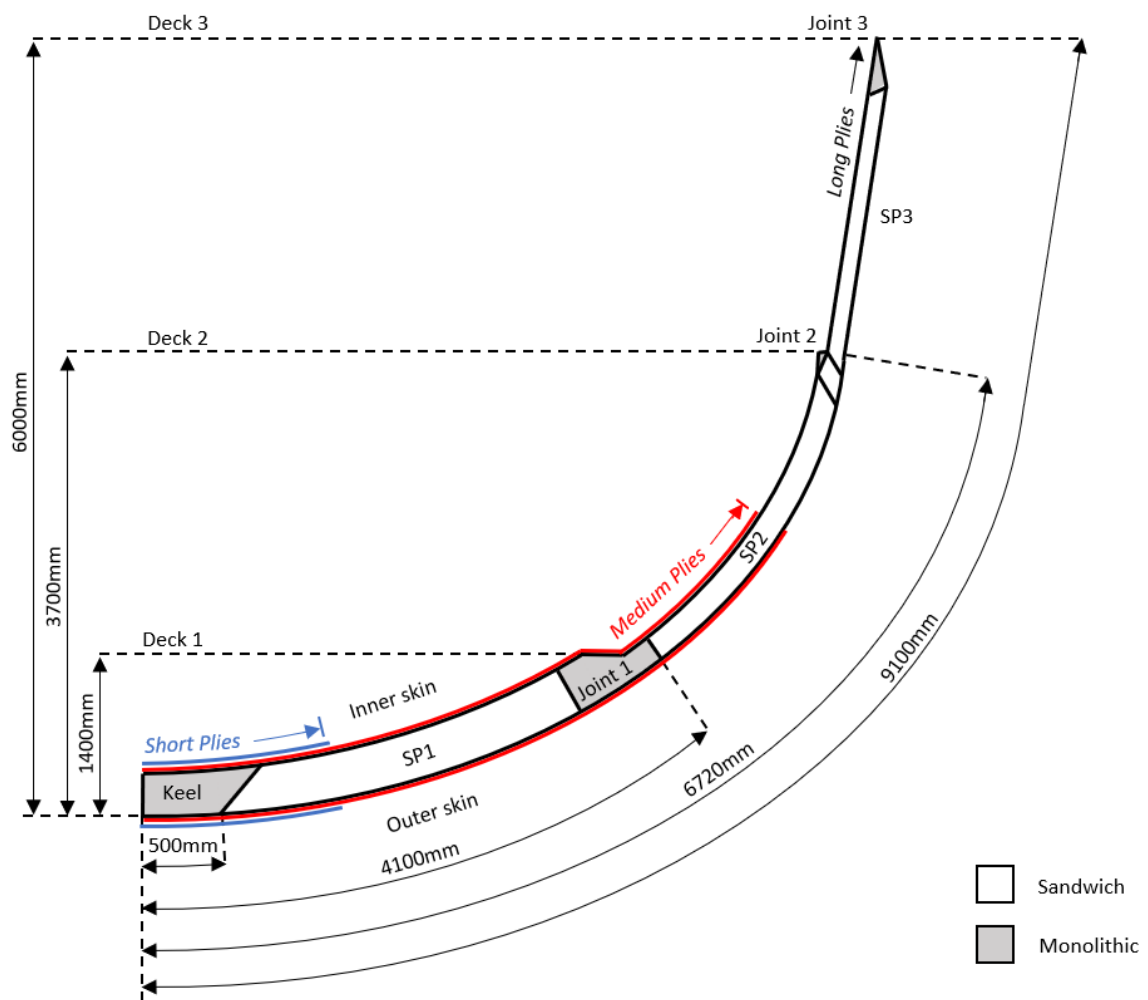 Deck 3
Joint 3
Long Plies
SP3
6000mm
Deck 2
Joint 2
3700mm
SP2
Medium Plies
Deck 1
Joint 1
9100mm
1400mm
Inner skin
Short Plies
SP1
6720mm
Keel
Outer skin
500mm
4100mm
Sandwich
Monolithic